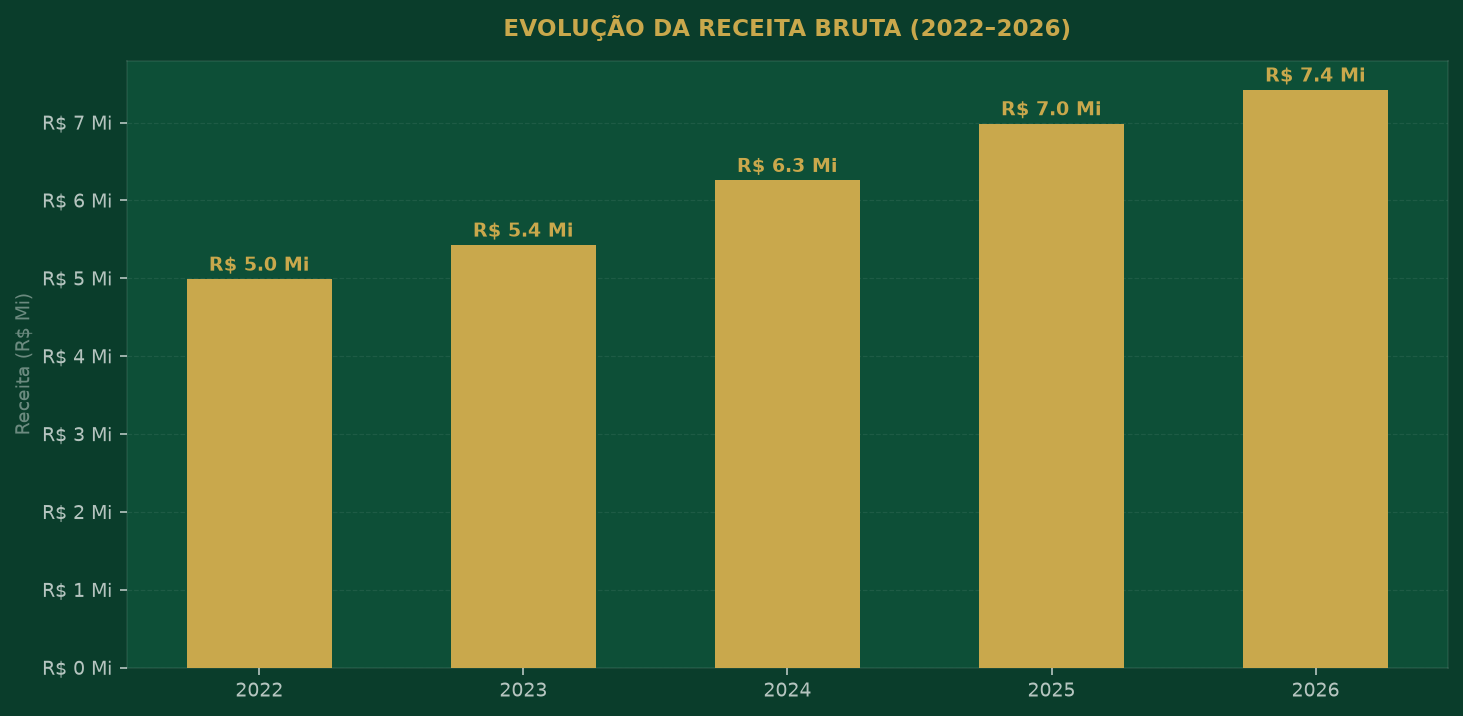 EVOLUÇÃO DA RECEITA BRUTA (2022–2026)
Receita (R$ Mi)
R$ 7 Mi
R$ 6 Mi
R$ 5 Mi
R$ 4 Mi
R$ 3 Mi
R$ 2 Mi
R$ 1 Mi
R$ 0 Mi
R$ 5.0 Mi
R$ 5.4 Mi
R$ 6.3 Mi
R$ 7.0 Mi
R$ 7.4 Mi
2022
2023
2024
2025
2026